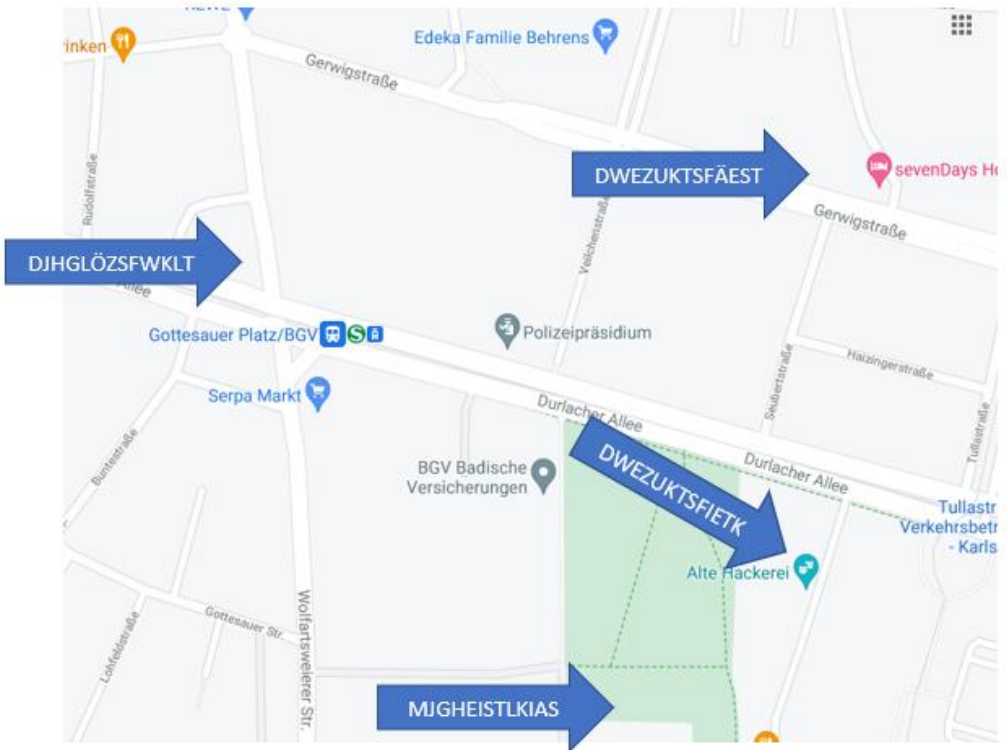 Edeka Familie Behrens
rinken
Gerwigstraße
DWEZUKTSFÄEST
sevenDays
Rudolfstraße
Gerwigstraße
Veilchenstraße
DJHGLÖZSFWKLT
Allee
Gottesauer Platz/BGV
S
Polizeipräsidium
Haizingerstraße
Seubertstraße
Serpa Markt
Durlacher Allee
Tullastraße
Buntestraße
BGV Badische
Versicherungen
DWEZUKTSFIETK
Durlacher Allee
Tullastr
Verkehrsbetr
- Karls
Alte Hackerei
Wolfartsweierer Str.
Gottesauer Str.
Lohfeldstraße
MJGHEISTLKIAS